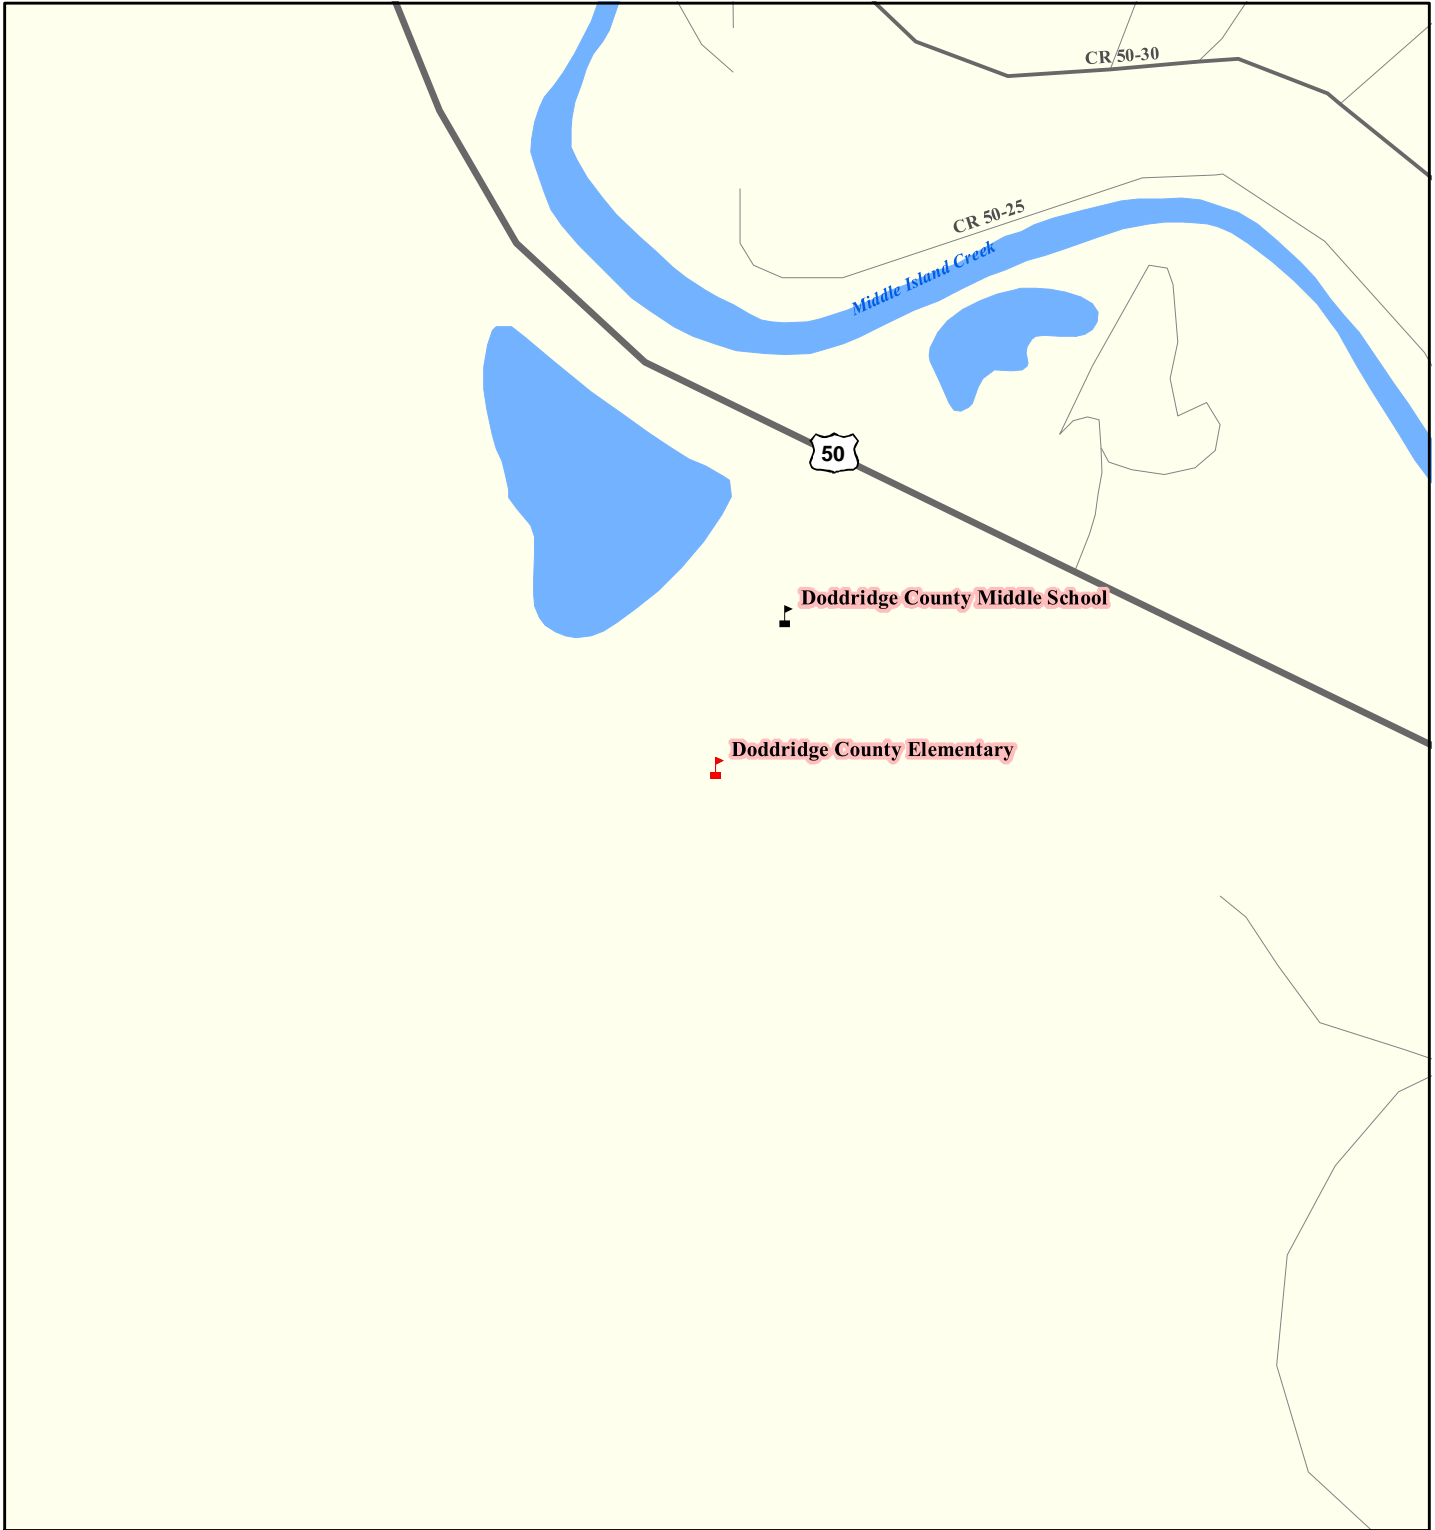 CR 50-30
CR 50-25
Middle Island Creek
50
Doddridge County Middle School
Doddridge County Elementary